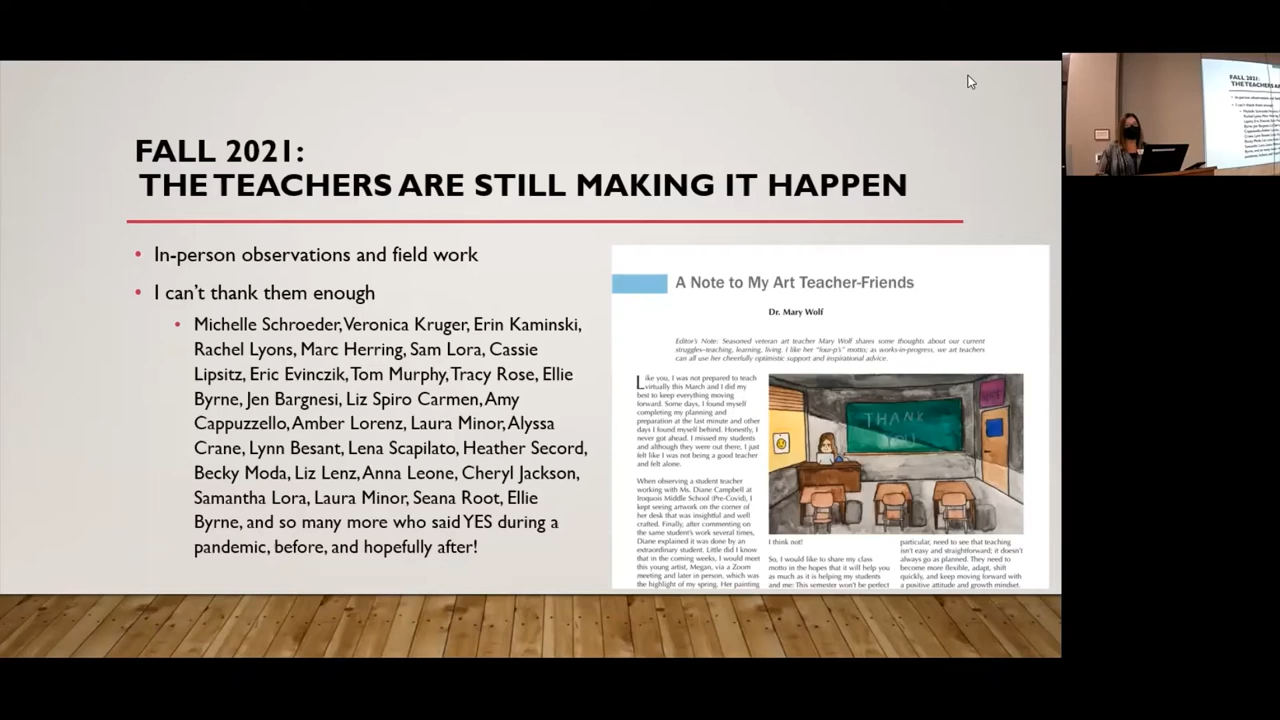 FALL 2021:
THE TEACHERS ARE STILL MAKING IT HAPPEN
• In-person observations and field work
• I can't thank them enough
• Michelle Schroeder, Veronica Kruger, Erin Kaminski,
Rachel Lyons, Marc Herring, Sam Lora, Cassie
Lipsitz, Eric Evinczik, Tom Murphy, Tracy Rose, Ellie
Byrne, Jen Bargnesi, Liz Spiro Carmen, Amy
Cappuzzello, Amber Lorenz, Laura Minor, Alyssa
Crane, Lynn Besant, Lena Scapilato, Heather Secord,
Becky Moda, Liz Lenz, Anna Leone, Cheryl Jackson,
Samantha Lora, Laura Minor, Seana Root, Ellie
Byrne, and so many more who said YES during a
pandemic, before, and hopefully after!
A Note to My Art Teacher-Friends
Dr. Mary Wolf
Editor's Note: Seasoned veteran art teacher Mary Wolf shares some thoughts about our current
struggles–teaching, learning, living. I like her "four-p's" motto; as works-in-progress, we art teachers
can all use her cheerfully optimistic support and inspirational advice.
Like you, I was not prepared to teach
virtually this March and I did my
best to keep everything moving
forward. Some days, I found myself
completing my planning and
preparation at the last minute and other
days I found myself behind. Honestly, I
never got ahead. I missed my students
and although they were out there, I just
felt like I was not being a good teacher
and felt alone.
When observing a student teacher
working with Ms. Diane Campbell at
Iroquois Middle School (Pre-Covid), I
kept seeing artwork on the corner of
her desk that was insightful and well
crafted. Finally, after commenting on
the same student's work several times,
Diane explained it was done by an
extraordinary student. Little did I know
that in the coming weeks, I would meet
this young artist, Megan, via a Zoom
meeting and later in person, which was
the highlight of my spring. Her painting
THANK
YOU
I think not!
So, I would like to share my class
motto in the hopes that it will help you
as much as it is helping my students
and me: This semester won't be perfect
particular, need to see that teaching
isn't easy and straightforward; it doesn't
always go as planned. They need to
become more flexible, adapt, shift
quickly, and keep moving forward with
a positive attitude and growth mindset.
FALL 2021:
THE TEACHERS A